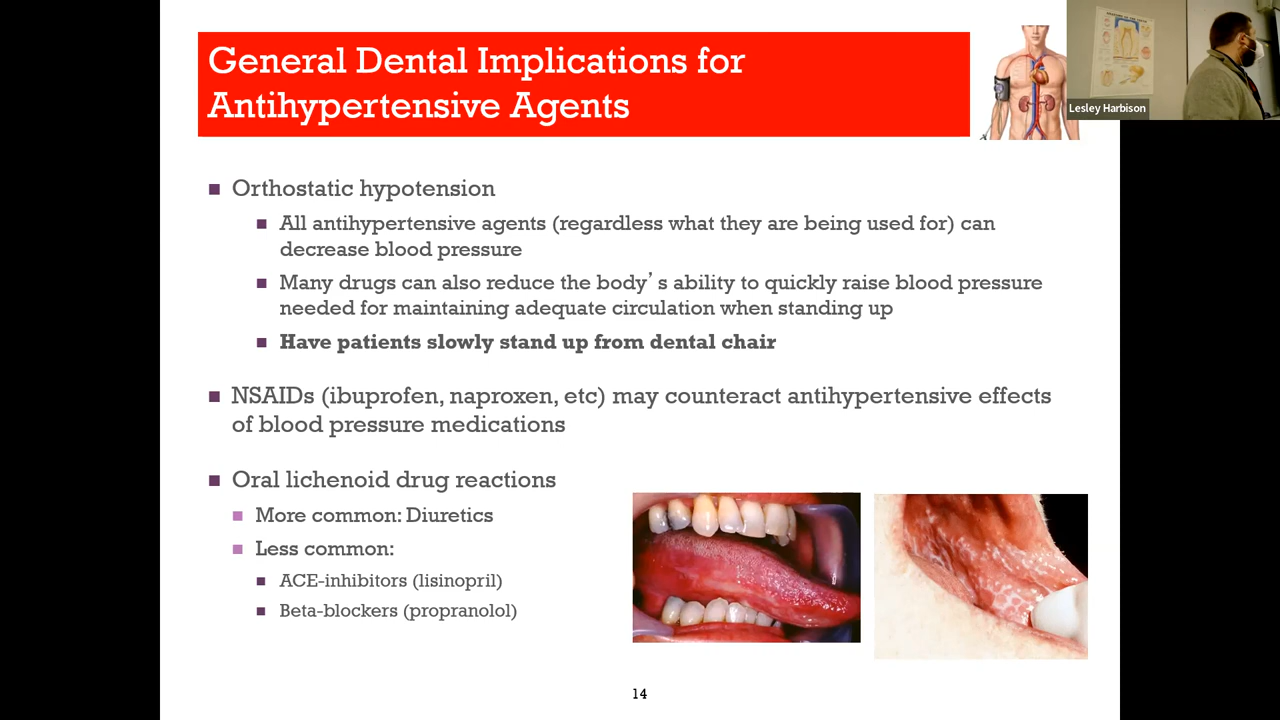 General Dental Implications for
Antihypertensive Agents
Lesley Harbison
Orthostatic hypotension
All antihypertensive agents (regardless what they are being used for) can
decrease blood pressure
Many drugs can also reduce the body’s ability to quickly raise blood pressure
needed for maintaining adequate circulation when standing up
Have patients slowly stand up from dental chair
NSAIDs (ibuprofen, naproxen, etc) may counteract antihypertensive effects
of blood pressure medications
Oral lichenoid drug reactions
More common: Diuretics
Less common:
ACE-inhibitors (lisinopril)
Beta-blockers (propranolol)
14